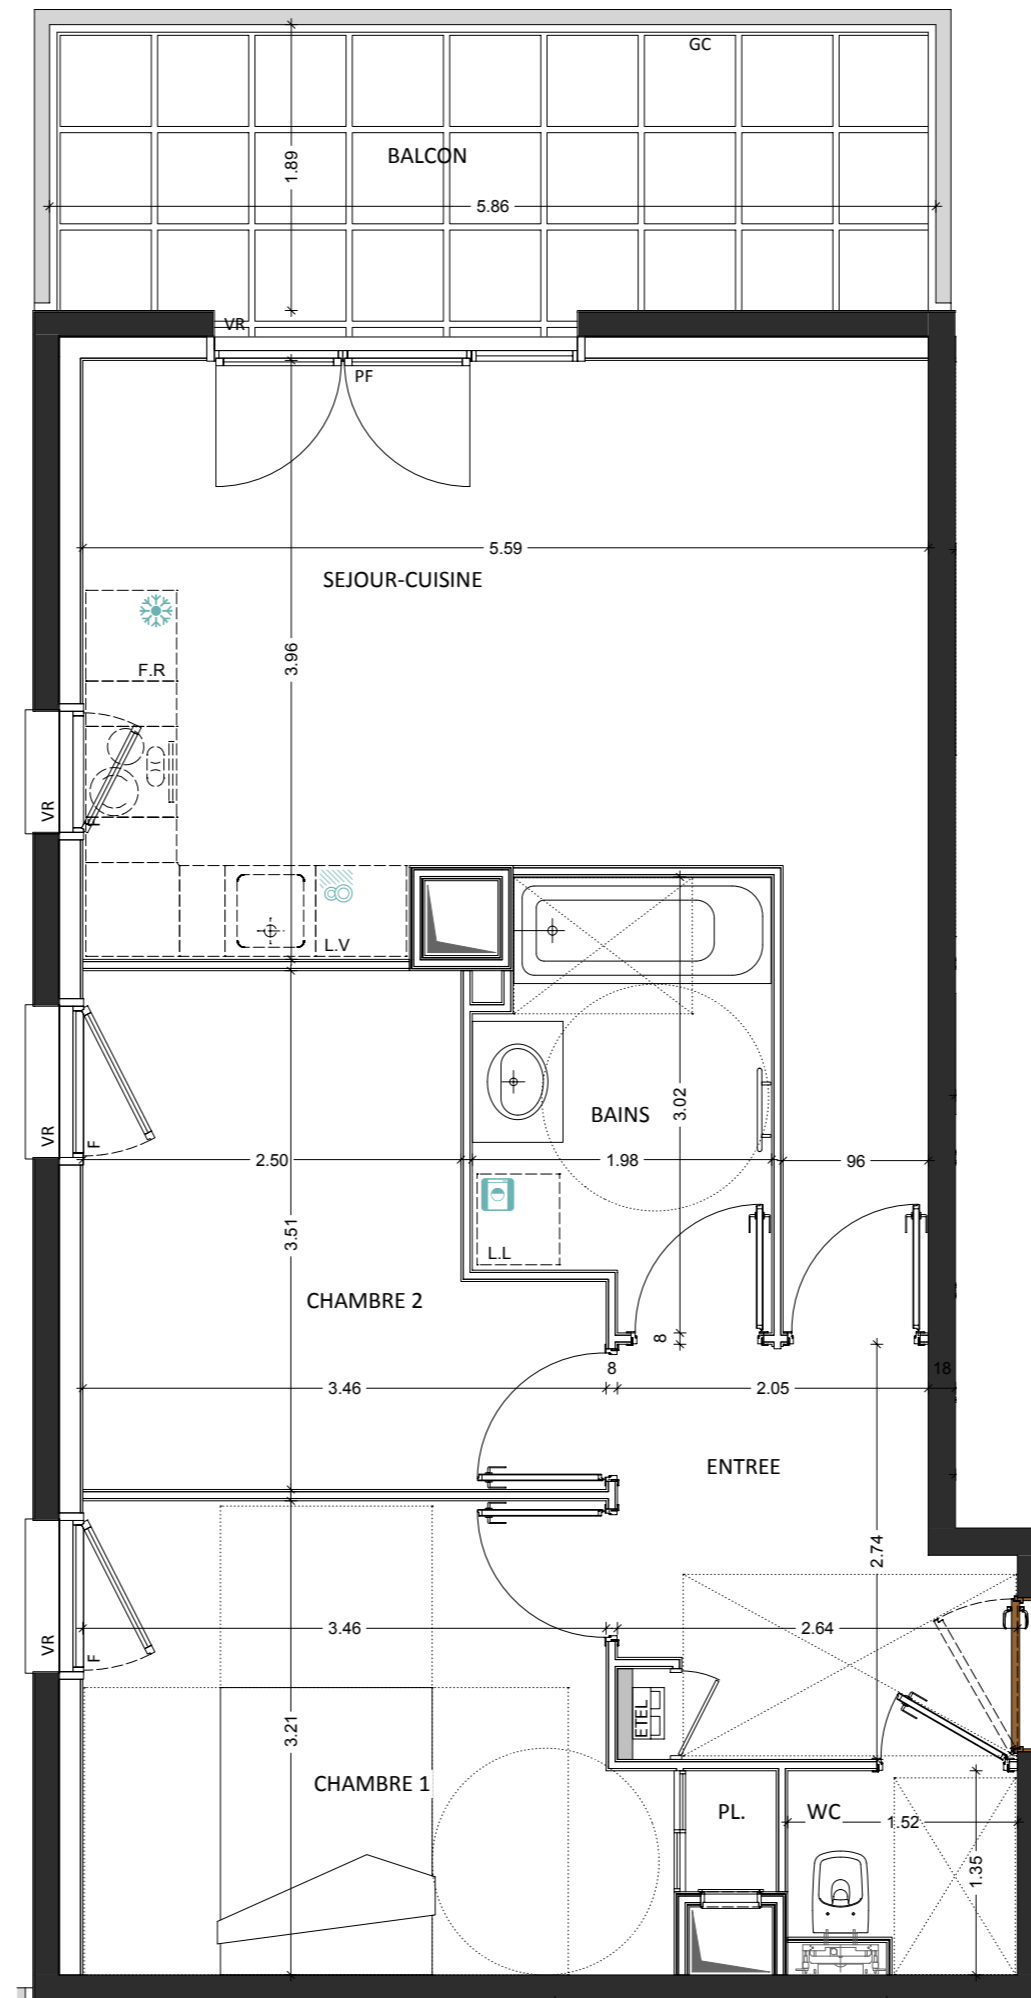 GC
BALCON
1.89
5.86
VR
PF
5.59
SEJOUR-CUISINE
3.96
F.R
VR
L.V
VR
F
BAINS
3.02
2.50
1.98
96
3.51
L.L
CHAMBRE 2
8
8
18
3.46
2.05
ENTREE
2.74
VR
F
3.46
2.64
ETEL
3.21
CHAMBRE 1
PL.
WC
1.52
1.35